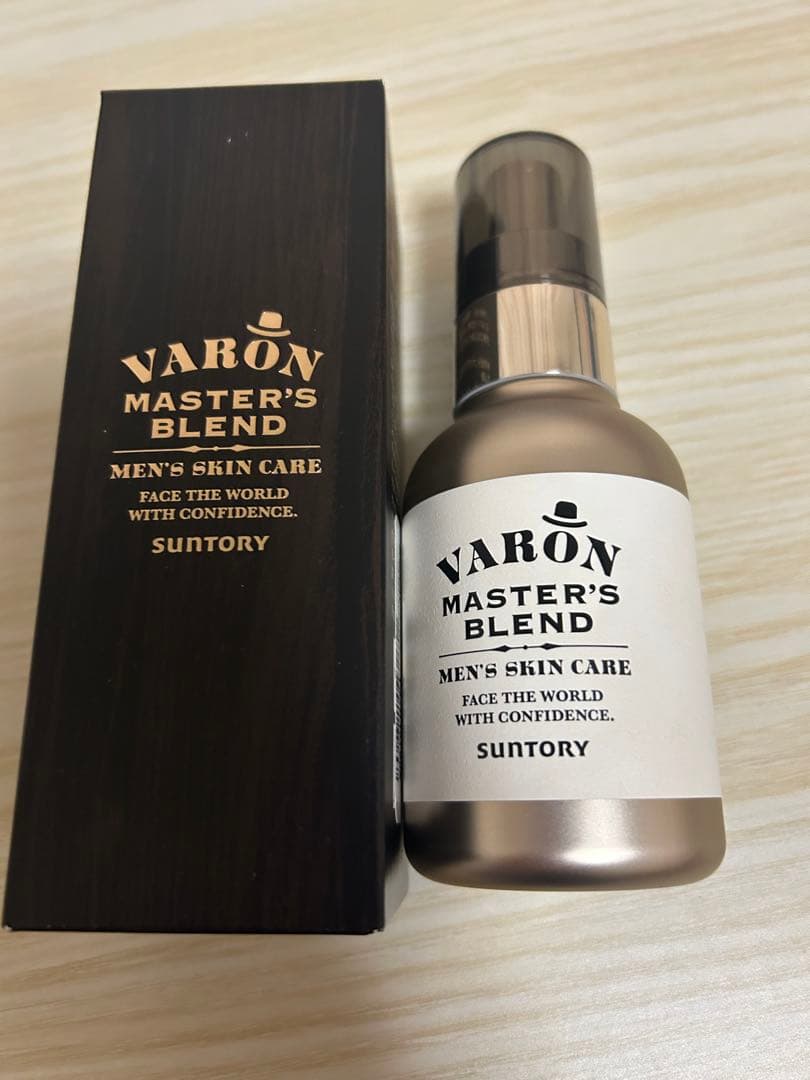 VARON
MASTER'S
BLEND
MEN'S SKIN CARE
FACE THE WORLD
WITH CONFIDENCE.
SUNTORY
VARON
MASTER'S
BLEND
MEN'S SKIN CARE
FACE THE WORLD
WITH CONFIDENCE.
SUNTORY